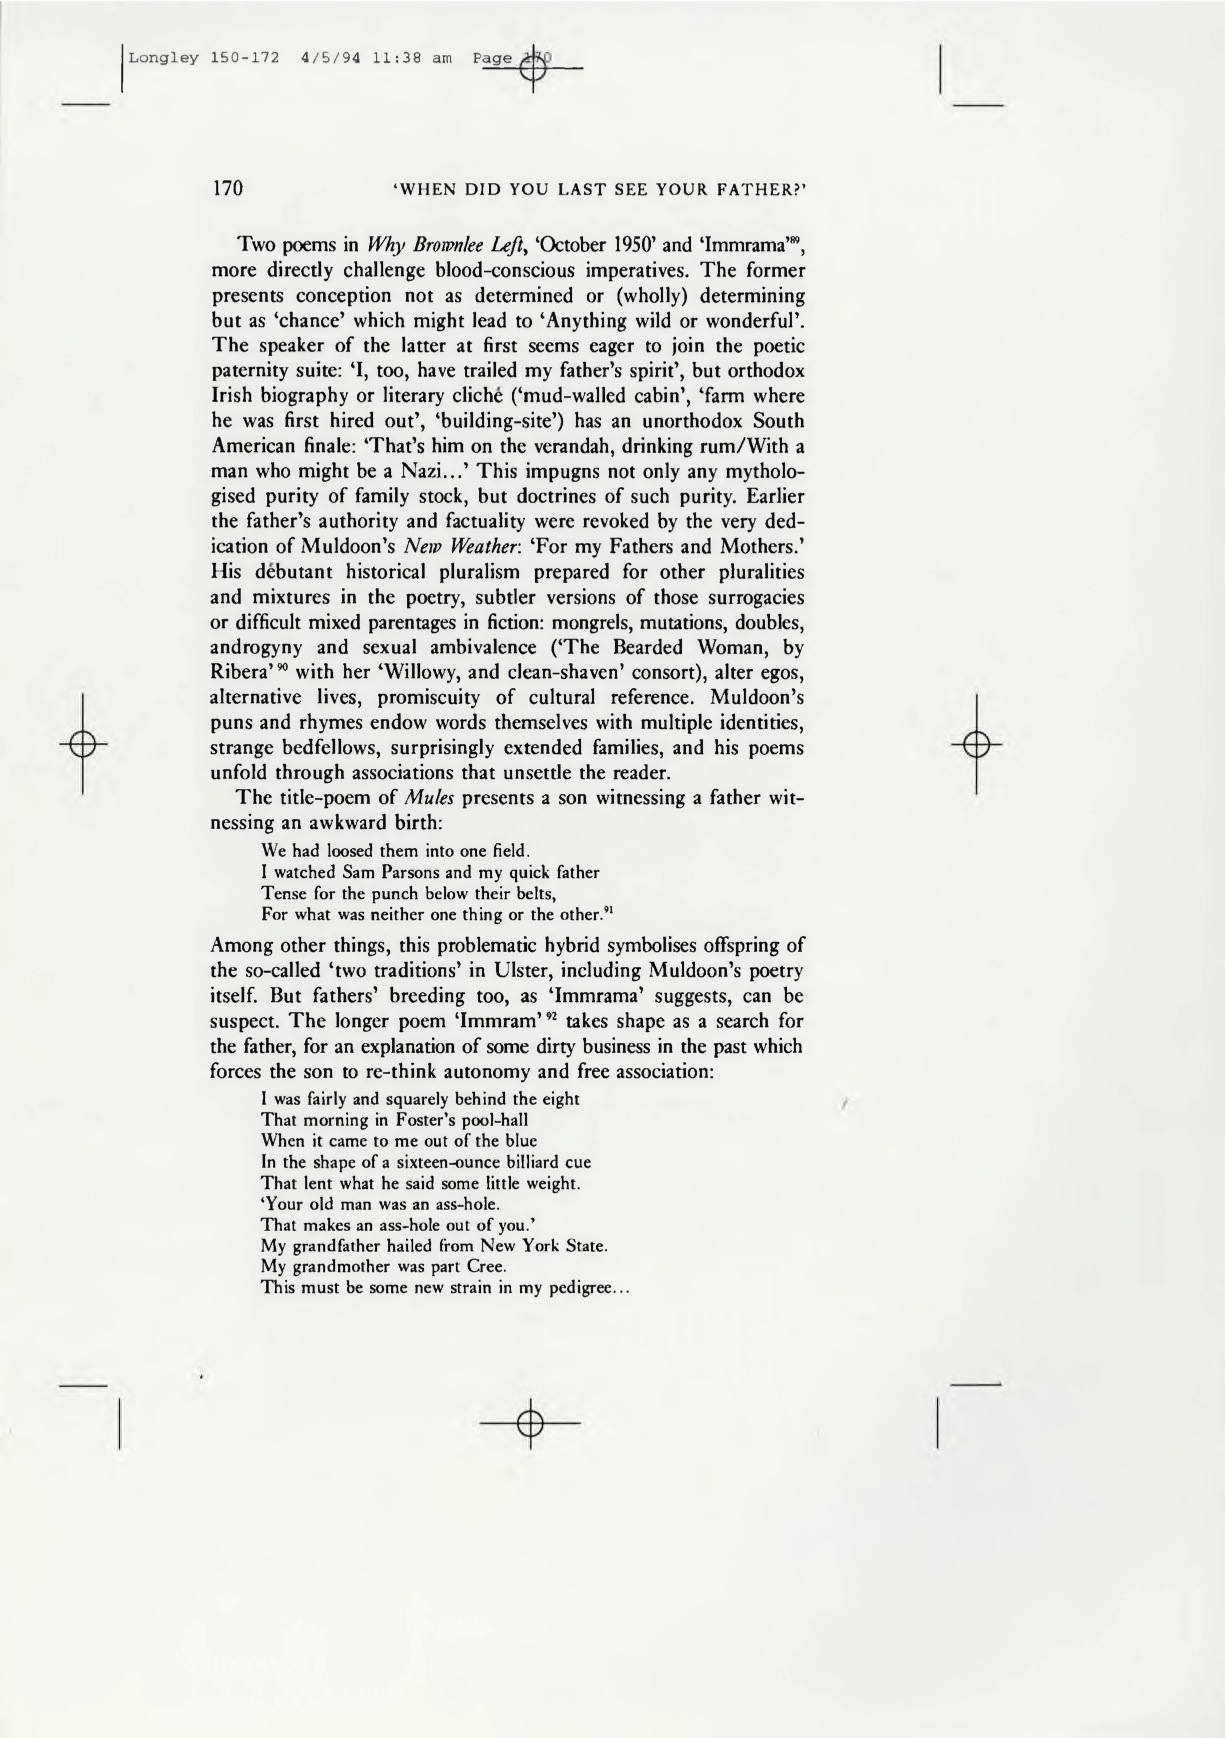 Longley 150-172 4/5/94 11:38 am Page 170
170 ‘WHEN DID YOU LAST SEE YOUR FATHER?’
Two poems in Why Brownlee Left, ‘October 1950’ and ‘Immrama’⁸⁹,
more directly challenge blood-conscious imperatives. The former
presents conception not as determined or (wholly) determining
but as ‘chance’ which might lead to ‘Anything wild or wonderful’.
The speaker of the latter at first seems eager to join the poetic
paternity suite: ‘I, too, have trailed my father’s spirit’, but orthodox
Irish biography or literary cliché (‘mud-walled cabin’, ‘farm where
he was first hired out’, ‘building-site’) has an unorthodox South
American finale: ‘That’s him on the verandah, drinking rum/With a
man who might be a Nazi...’ This impugns not only any mytholo-
gised purity of family stock, but doctrines of such purity. Earlier
the father’s authority and factuality were revoked by the very ded-
ication of Muldoon’s New Weather: ‘For my Fathers and Mothers.’
His débutant historical pluralism prepared for other pluralities
and mixtures in the poetry, subtler versions of those surrogacies
or difficult mixed parentages in fiction: mongrels, mutations, doubles,
androgyny and sexual ambivalence (‘The Bearded Woman, by
Ribera’⁹⁰ with her ‘Willowy, and clean-shaven’ consort), alter egos,
alternative lives, promiscuity of cultural reference. Muldoon’s
puns and rhymes endow words themselves with multiple identities,
strange bedfellows, surprisingly extended families, and his poems
unfold through associations that unsettle the reader.
The title-poem of Mules presents a son witnessing a father wit-
nessing an awkward birth:
We had loosed them into one field.
I watched Sam Parsons and my quick father
Tense for the punch below their belts,
For what was neither one thing or the other.⁹¹
Among other things, this problematic hybrid symbolises offspring of
the so-called ‘two traditions’ in Ulster, including Muldoon’s poetry
itself. But fathers’ breeding too, as ‘Immrama’ suggests, can be
suspect. The longer poem ‘Immram’⁹² takes shape as a search for
the father, for an explanation of some dirty business in the past which
forces the son to re-think autonomy and free association:
I was fairly and squarely behind the eight
That morning in Foster’s pool-hall
When it came to me out of the blue
In the shape of a sixteen-ounce billiard cue
That lent what he said some little weight.
‘Your old man was an ass-hole.
That makes an ass-hole out of you.’
My grandfather hailed from New York State.
My grandmother was part Cree.
This must be some new strain in my pedigree...